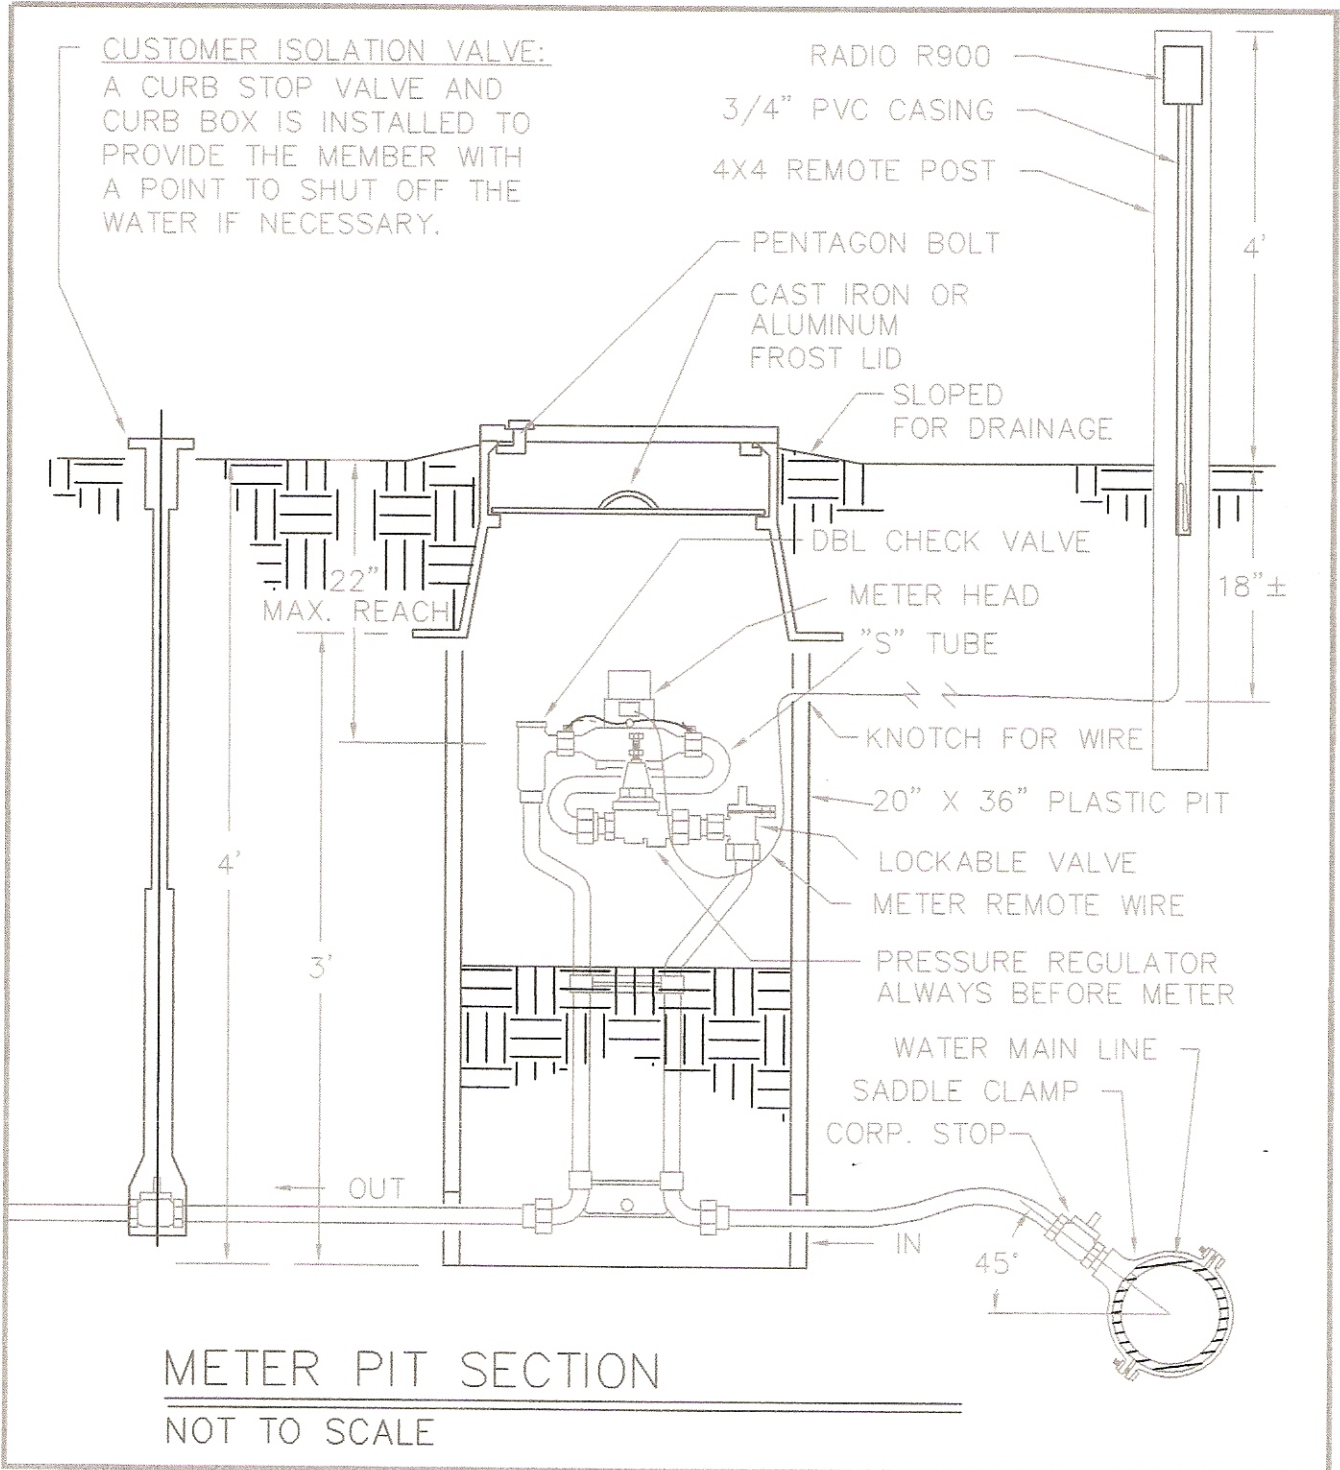 CUSTOMER ISOLATION VALVE:
A CURB STOP VALVE AND
CURB BOX IS INSTALLED TO
PROVIDE THE MEMBER WITH
A POINT TO SHUT OFF THE
WATER IF NECESSARY.
RADIO R900
3/4" PVC CASING
4X4 REMOTE POST
PENTAGON BOLT
4'
CAST IRON OR
ALUMINUM
FROST LID
SLOPED
FOR DRAINAGE
DBL CHECK VALVE
22"
MAX. REACH
METER HEAD
18"±
"S" TUBE
KNOTCH FOR WIRE
20" X 36" PLASTIC PIT
4'
LOCKABLE VALVE
METER REMOTE WIRE
3'
PRESSURE REGULATOR
ALWAYS BEFORE METER
WATER MAIN LINE
SADDLE CLAMP
CORP. STOP
OUT
IN
45°
METER PIT SECTION
NOT TO SCALE